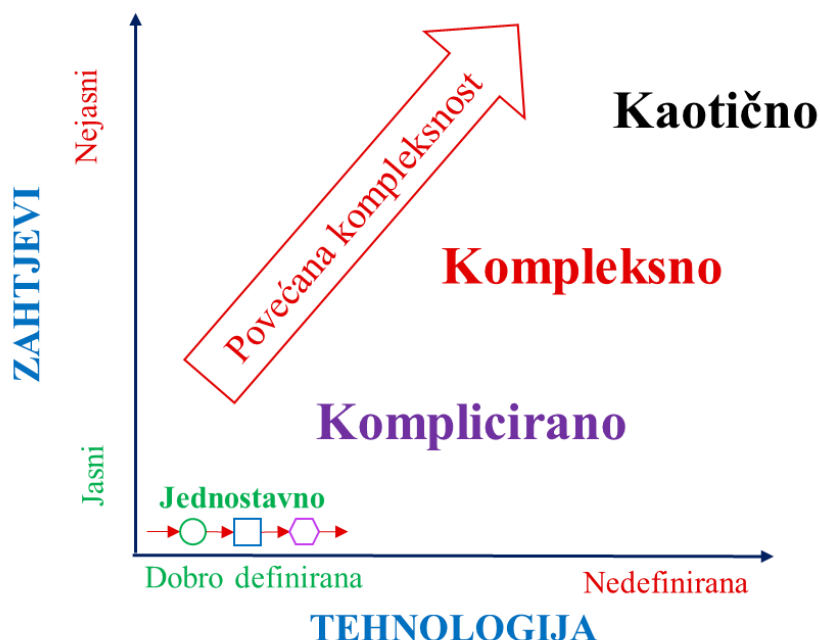 Kaotično
Nejasni
Povećana kompleksnost
Kompleksno
ZAHTJEVI
Komplicirano
Jasni
Jednostavno
Dobro definirana
Nedefinirana
TEHNOLOGIJA